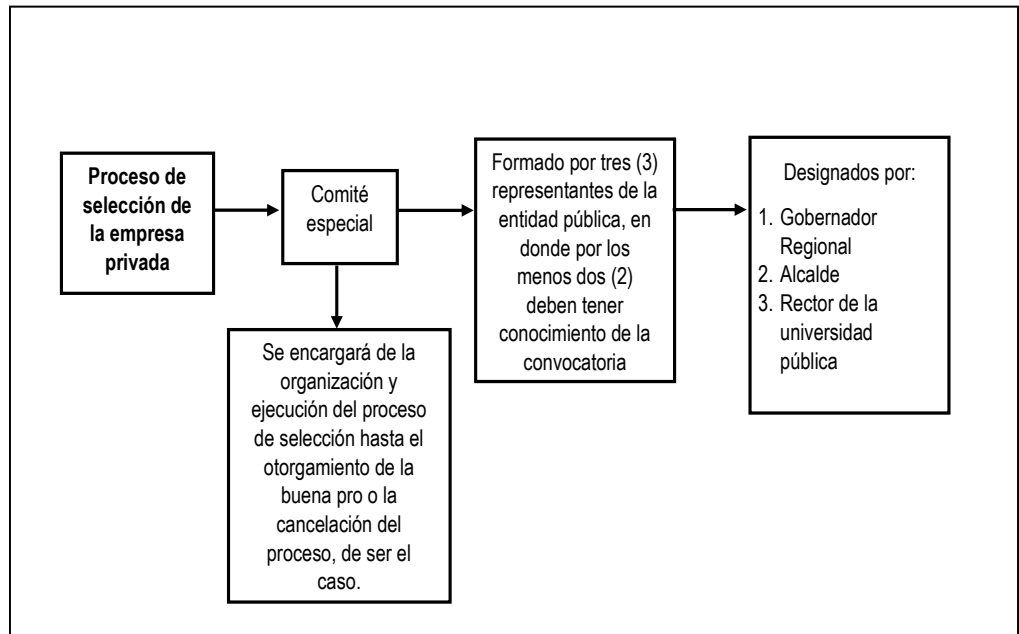 Proceso de
selección de
la empresa
privada
Comité
especial
Formado por tres (3)
representantes de la
entidad pública, en
donde por los
menos dos (2)
deben tener
conocimiento de la
convocatoria
Designados por:
1. Gobernador
Regional
2. Alcalde
3. Rector de la
universidad
pública
Se encargará de la
organización y
ejecución del proceso
de selección hasta el
otorgamiento de la
buena pro o la
cancelación del
proceso, de ser el
caso.